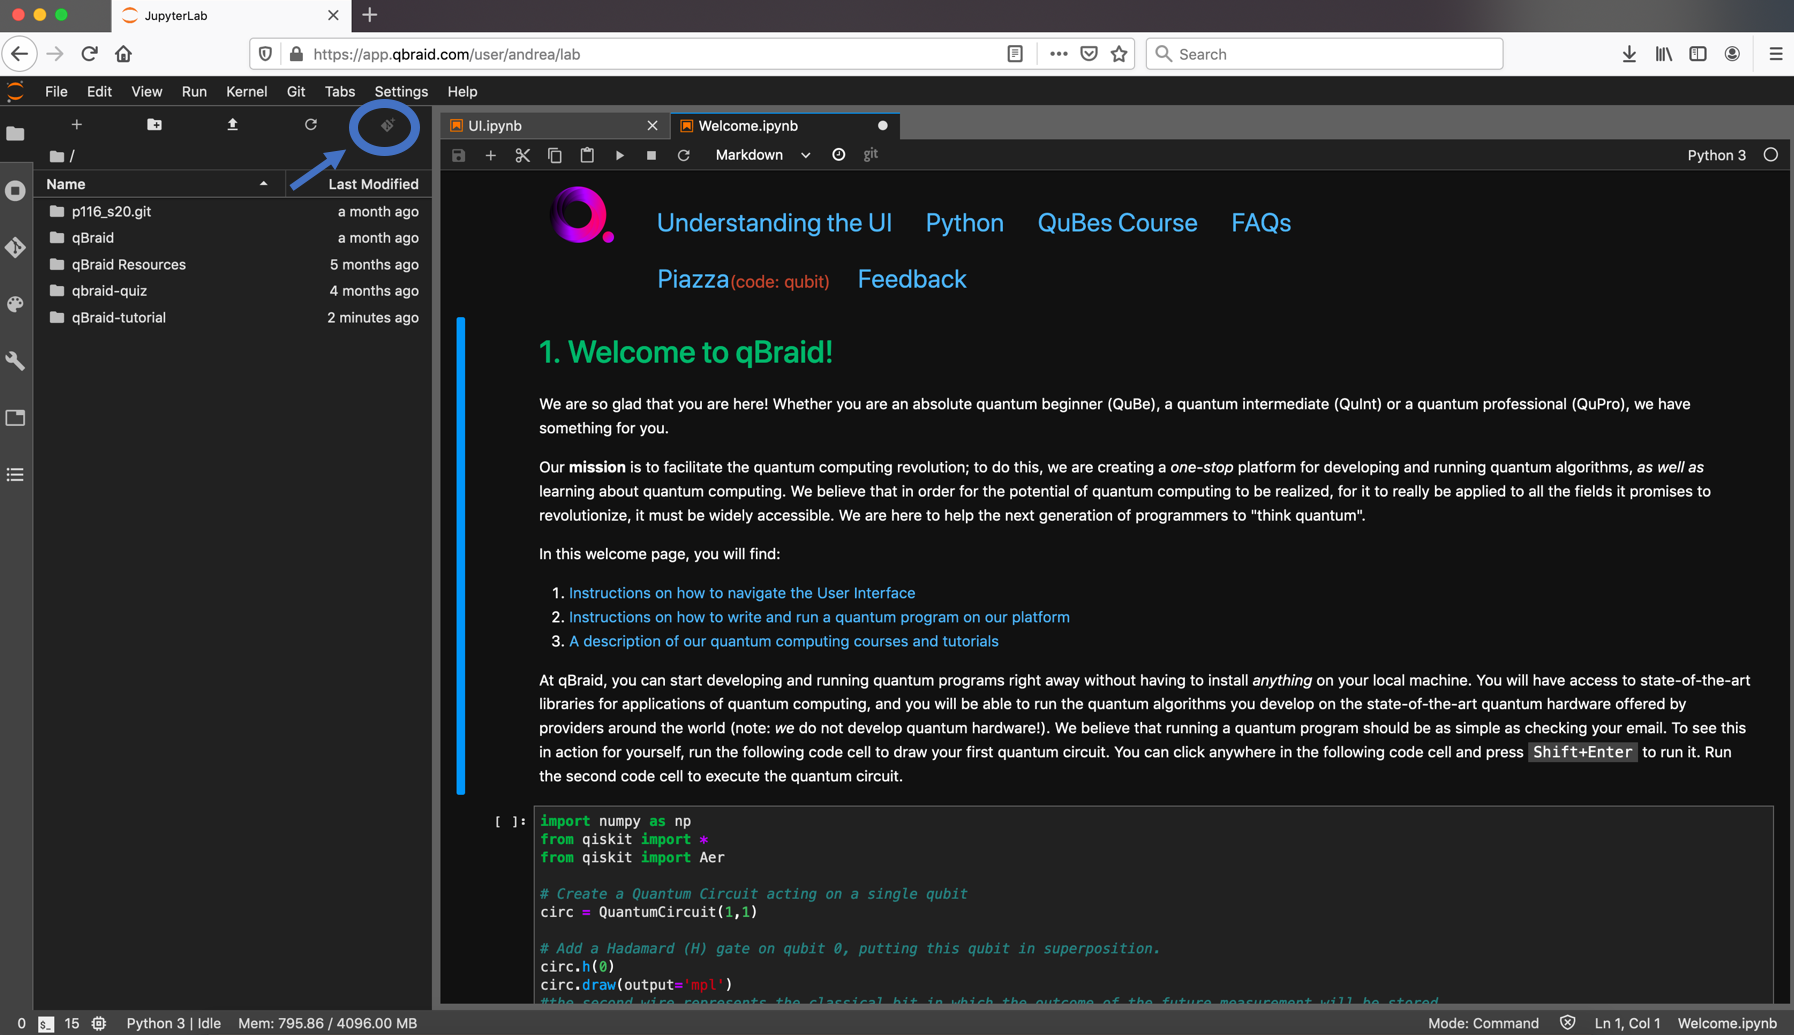 JupyterLab
https://app.qbraid.com/user/andrea/lab
Search
File Edit View Run Kernel Git Tabs Settings Help
/
Name Last Modified
p116_s20.git a month ago
qBraid a month ago
qBraid Resources 5 months ago
qbraid-quiz 4 months ago
qBraid-tutorial 2 minutes ago
UI.ipynb Welcome.ipynb
Markdown git Python 3
Understanding the UI Python QuBes Course FAQs
Piazza(code: qubit) Feedback
1. Welcome to qBraid!
We are so glad that you are here! Whether you are an absolute quantum beginner (QuBe), a quantum intermediate (QuInt) or a quantum professional (QuPro), we have
something for you.
Our mission is to facilitate the quantum computing revolution; to do this, we are creating a one-stop platform for developing and running quantum algorithms, as well as
learning about quantum computing. We believe that in order for the potential of quantum computing to be realized, for it to really be applied to all the fields it promises to
revolutionize, it must be widely accessible. We are here to help the next generation of programmers to "think quantum".
In this welcome page, you will find:
1. Instructions on how to navigate the User Interface
2. Instructions on how to write and run a quantum program on our platform
3. A description of our quantum computing courses and tutorials
At qBraid, you can start developing and running quantum programs right away without having to install anything on your local machine. You will have access to state-of-the-art
libraries for applications of quantum computing, and you will be able to run the quantum algorithms you develop on the state-of-the-art quantum hardware offered by
providers around the world (note: we do not develop quantum hardware!). We believe that running a quantum program should be as simple as checking your email. To see this
in action for yourself, run the following code cell to draw your first quantum circuit. You can click anywhere in the following code cell and press Shift+Enter to run it. Run
the second code cell to execute the quantum circuit.
[ ]: import numpy as np
from qiskit import *
from qiskit import Aer
# Create a Quantum Circuit acting on a single qubit
circ = QuantumCircuit(1,1)
# Add a Hadamard (H) gate on qubit 0, putting this qubit in superposition.
circ.h(0)
circ.draw(output='mpl')
#the second wire represents the classical bit in which the outcome of the future measurement will be stored
0 $_ 15 Python 3 | Idle Mem: 795.86 / 4096.00 MB Mode: Command Ln 1, Col 1 Welcome.ipynb